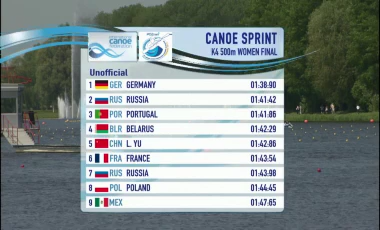 CANOE SPRINT
K4 500m WOMEN FINAL
Unofficial
1 GER GERMANY 01:38.90
2 RUS RUSSIA 01:41.42
3 POR PORTUGAL 01:41.86
4 BLR BELARUS 01:42.29
5 CHN L. YU 01:42.86
6 FRA FRANCE 01:43.54
7 RUS RUSSIA 01:43.98
8 POL POLAND 01:44.45
9 MEX 01:47.65